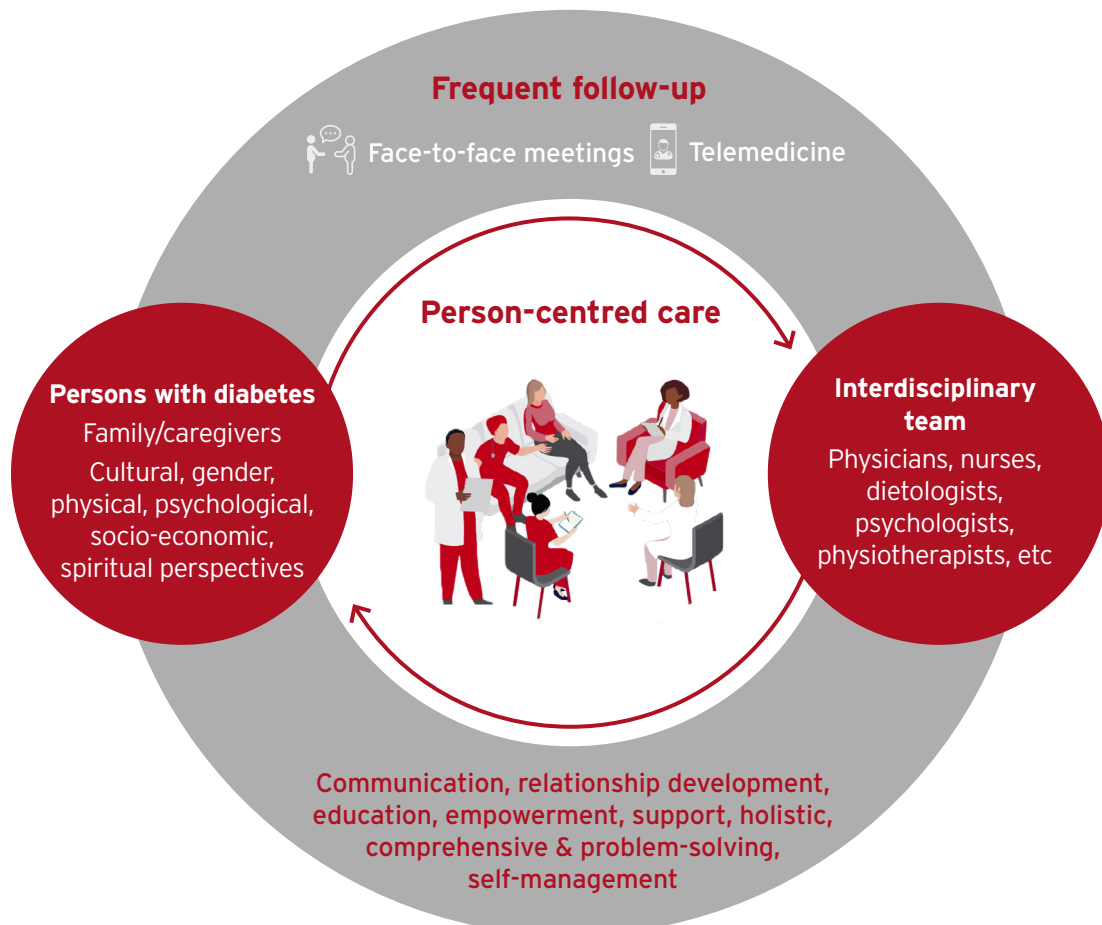 Frequent follow-up
Face-to-face meetings
Telemedicine
Person-centred care
Persons with diabetes
Family/caregivers
Cultural, gender,
physical, psychological,
socio-economic,
spiritual perspectives
Interdisciplinary
team
Physicians, nurses,
dietologists,
psychologists,
physiotherapists, etc
Communication, relationship development,
education, empowerment, support, holistic,
comprehensive & problem-solving,
self-management